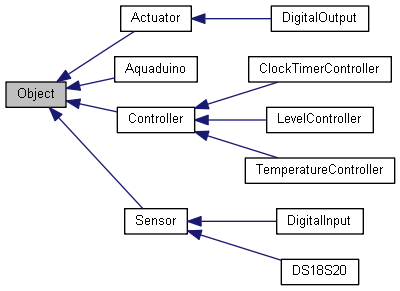 Actuator
DigitalOutput
Aquaduino
ClockTimerController
Object
Controller
LevelController
TemperatureController
Sensor
DigitalInput
DS18S20